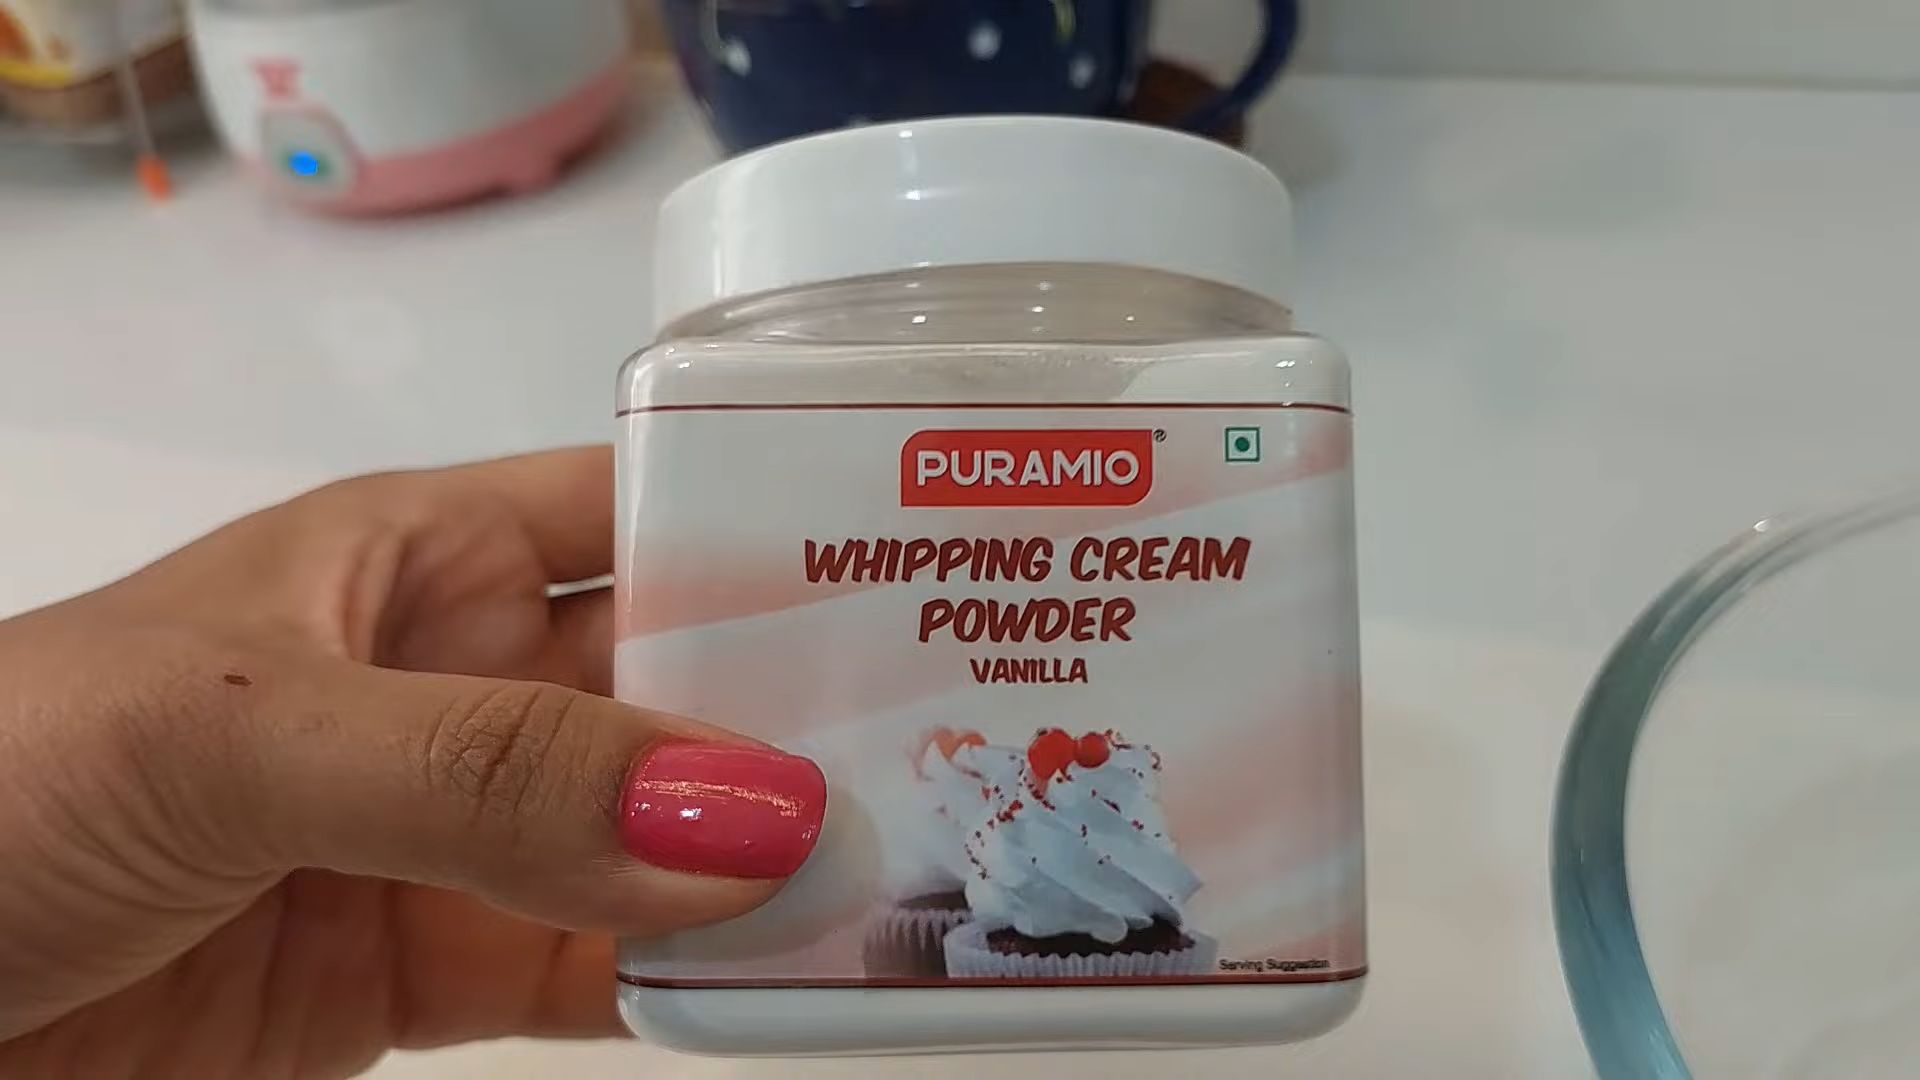 PURAMIO®
WHIPPING CREAM
POWDER
VANILLA
Serving Suggestion